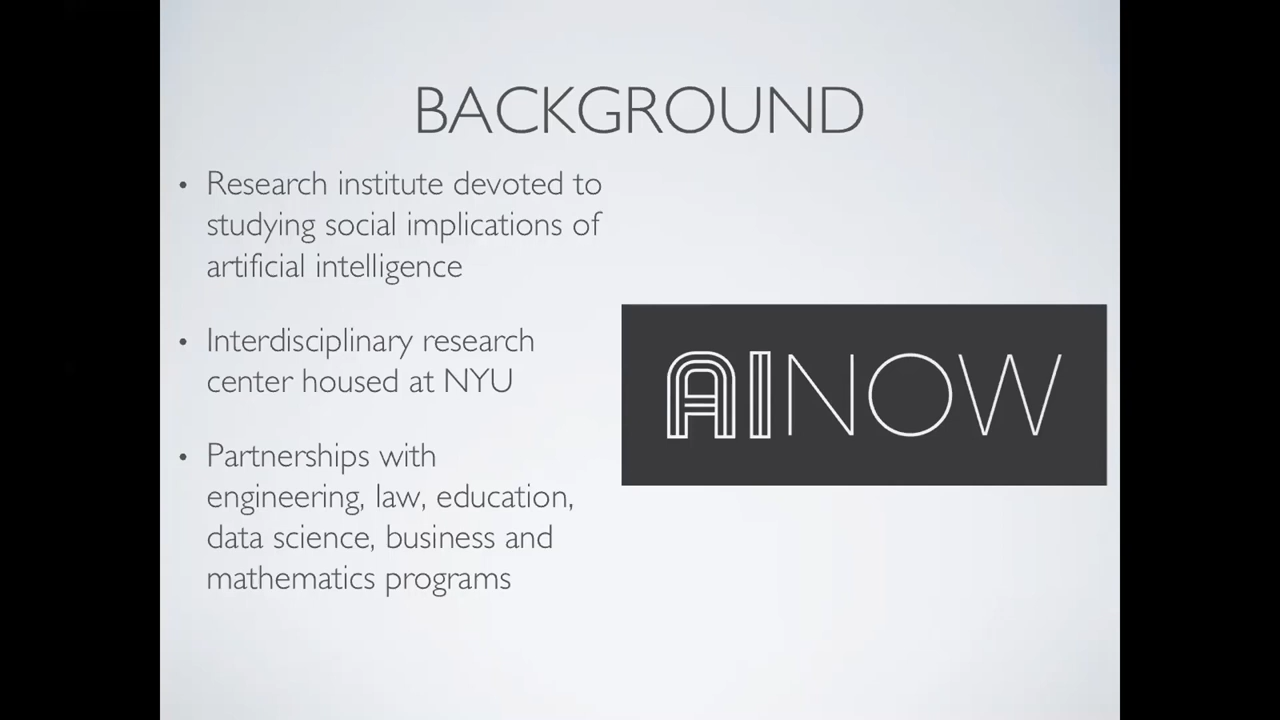 BACKGROUND
• Research institute devoted to
studying social implications of
artificial intelligence
• Interdisciplinary research
center housed at NYU
• Partnerships with
engineering, law, education,
data science, business and
mathematics programs
AINOW